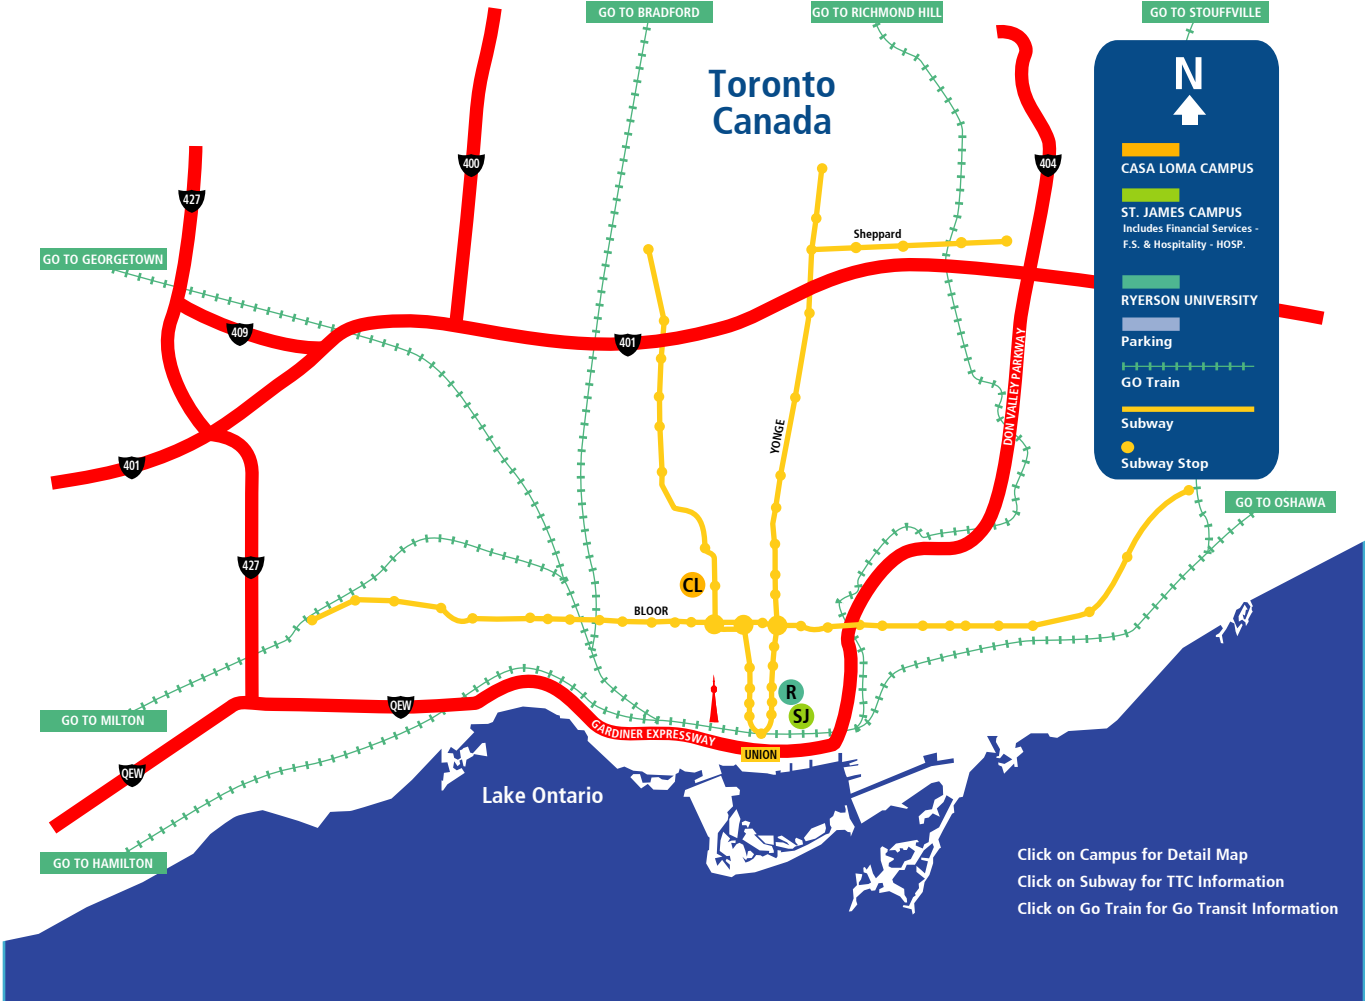 GO TO BRADFORD
GO TO RICHMOND HILL
GO TO STOUFFVILLE
Toronto
Canada
N
400
404
427
CASA LOMA CAMPUS
ST. JAMES CAMPUS
Includes Financial Services -
F.S. & Hospitality - HOSP.
Sheppard
GO TO GEORGETOWN
RYERSON UNIVERSITY
409
401
Parking
DON VALLEY PARKWAY
GO Train
YONGE
Subway
401
Subway Stop
GO TO OSHAWA
427
CL
BLOOR
R
QEW
SJ
GO TO MILTON
GARDINER EXPRESSWAY
UNION
QEW
Lake Ontario
GO TO HAMILTON
Click on Campus for Detail Map
Click on Subway for TTC Information
Click on Go Train for Go Transit Information